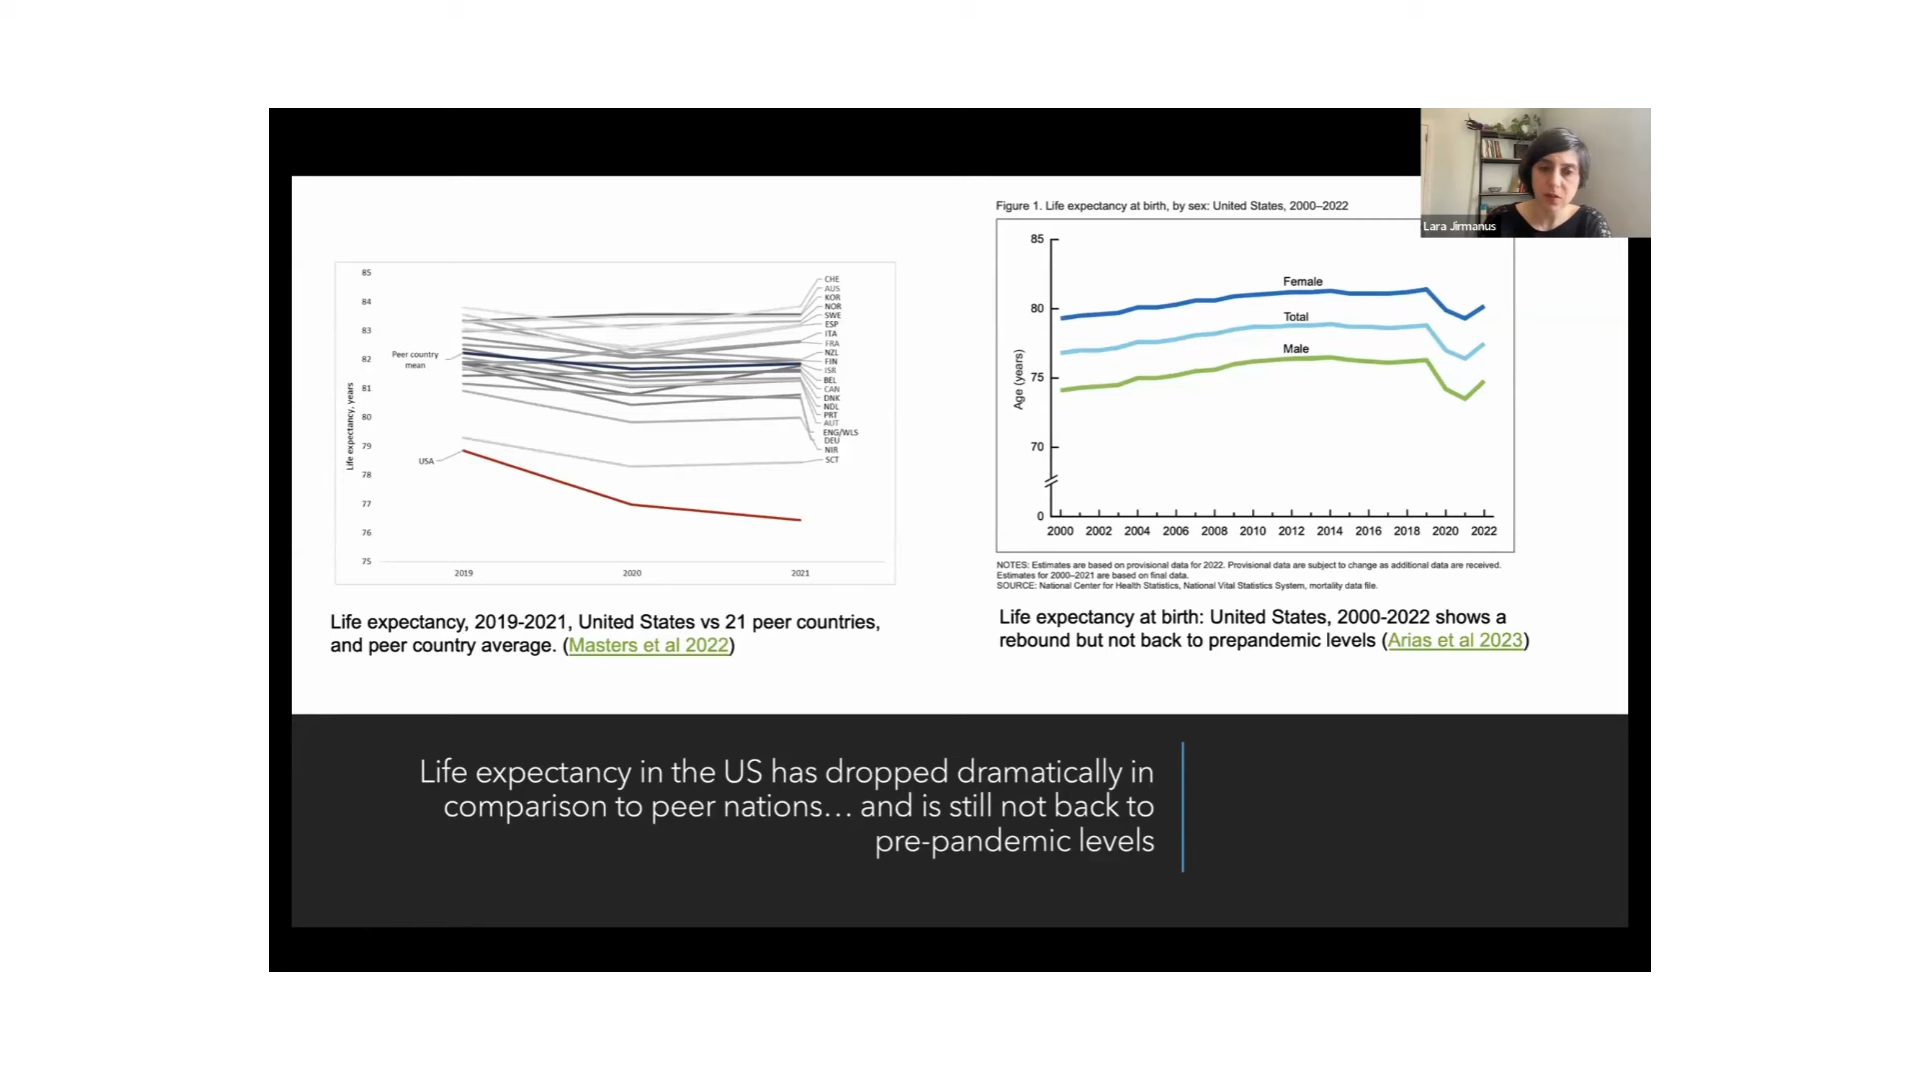 Lara Jirmanus
85
84
83
82
81
80
79
78
77
76
75
Life expectancy, years
Peer country
mean
USA
2019
2020
2021
CHE
AUS
KOR
NOR
SWE
ESP
ITA
FRA
NZL
FIN
ISR
BEL
CAN
DNK
NDL
PRT
AUT
ENG/WLS
DEU
NIR
SCT
Life expectancy, 2019-2021, United States vs 21 peer countries,
and peer country average. (Masters et al 2022)
Figure 1. Life expectancy at birth, by sex: United States, 2000–2022
85
80
75
70
0
Age (years)
Female
Total
Male
2000 2002 2004 2006 2008 2010 2012 2014 2016 2018 2020 2022
NOTES: Estimates are based on provisional data for 2022. Provisional data are subject to change as additional data are received.
Estimates for 2000–2021 are based on final data.
SOURCE: National Center for Health Statistics, National Vital Statistics System, mortality data file.
Life expectancy at birth: United States, 2000-2022 shows a
rebound but not back to prepandemic levels (Arias et al 2023)
Life expectancy in the US has dropped dramatically in
comparison to peer nations… and is still not back to
pre-pandemic levels